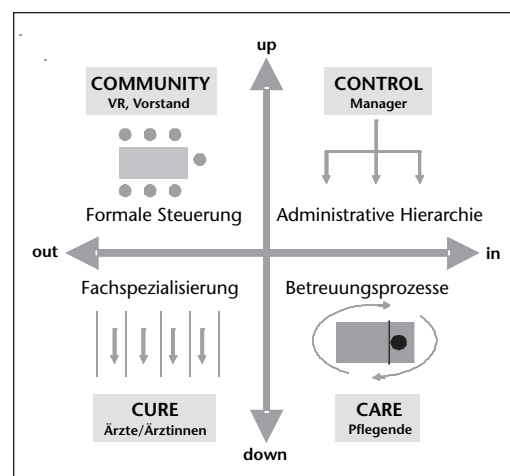 up
COMMUNITY
VR, Vorstand
CONTROL
Manager
Formale Steuerung
Administrative Hierarchie
out
in
Fachspezialisierung
Betreuungsprozesse
CURE
Ärzte/Ärztinnen
CARE
Pflegende
down